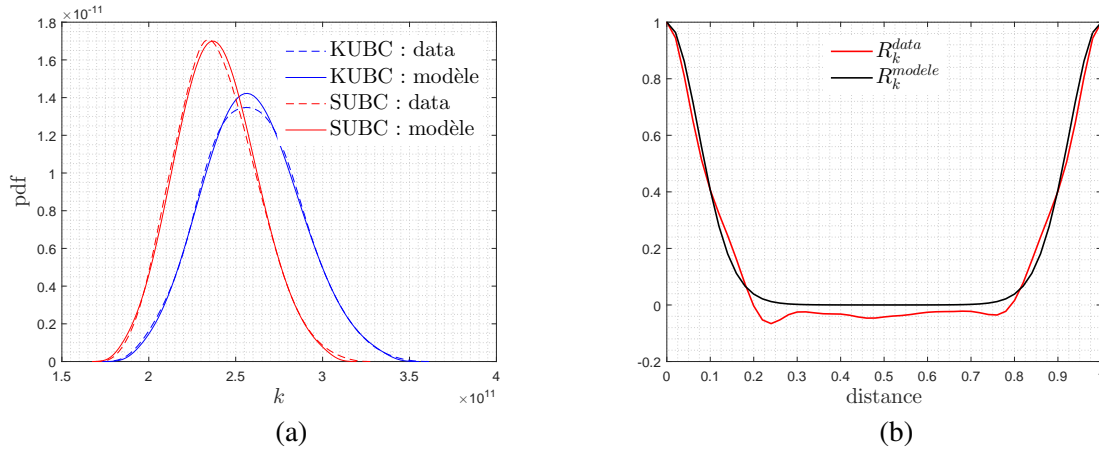 ×10⁻¹¹
1.8
1.6
1.4
1.2
1
0.8
0.6
0.4
0.2
0
pdf
KUBC : data
KUBC : modèle
SUBC : data
SUBC : modèle
1.5 2 2.5 3 3.5 4
k
×10¹¹
(a)
1
0.8
0.6
0.4
0.2
0
-0.2
R_k^{data}
R_k^{modele}
0 0.1 0.2 0.3 0.4 0.5 0.6 0.7 0.8 0.9
distance
(b)